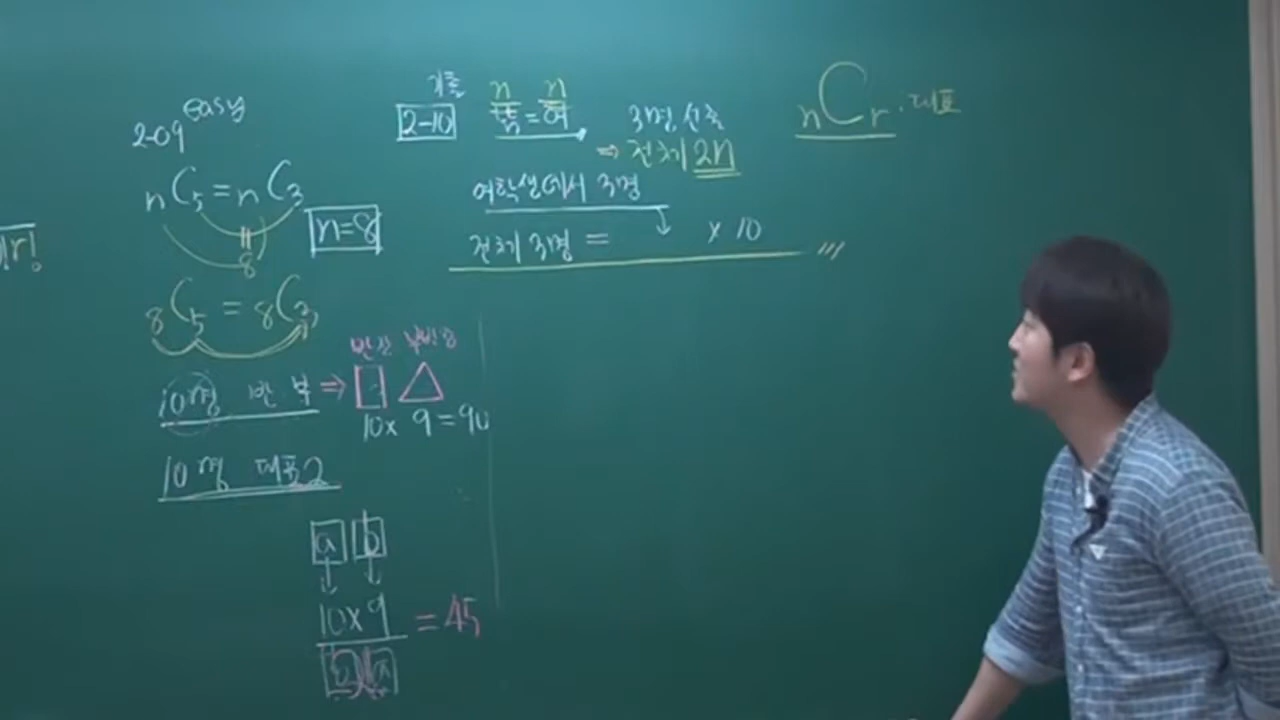 r!
easy
2-09
nC5=nC3
8
n=8
8C5=8C3
10명 반 부 ⇒ 반장 부반장
10x 9=90
10명 대표2
a b
10x9 = 45
b a
기출
2-10
n n
남=여
3명 선출
⇒ 전체 2n
여학생에서 3명
전체 3명 = x 10
nCr. 대표